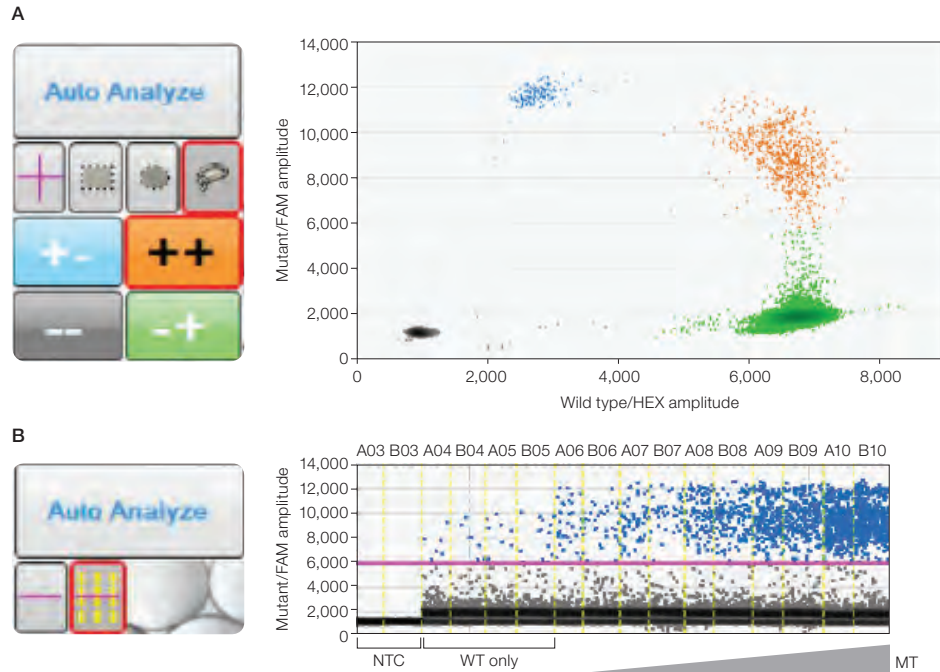 A
Auto Analyze
+-
++
--
-+
Mutant/FAM amplitude
14,000
12,000
10,000
8,000
6,000
4,000
2,000
0
0 2,000 4,000 6,000 8,000
Wild type/HEX amplitude
B
Auto Analyze
A03 B03 A04 B04 A05 B05 A06 B06 A07 B07 A08 B08 A09 B09 A10 B10
Mutant/FAM amplitude
14,000
12,000
10,000
8,000
6,000
4,000
2,000
0
NTC WT only MT